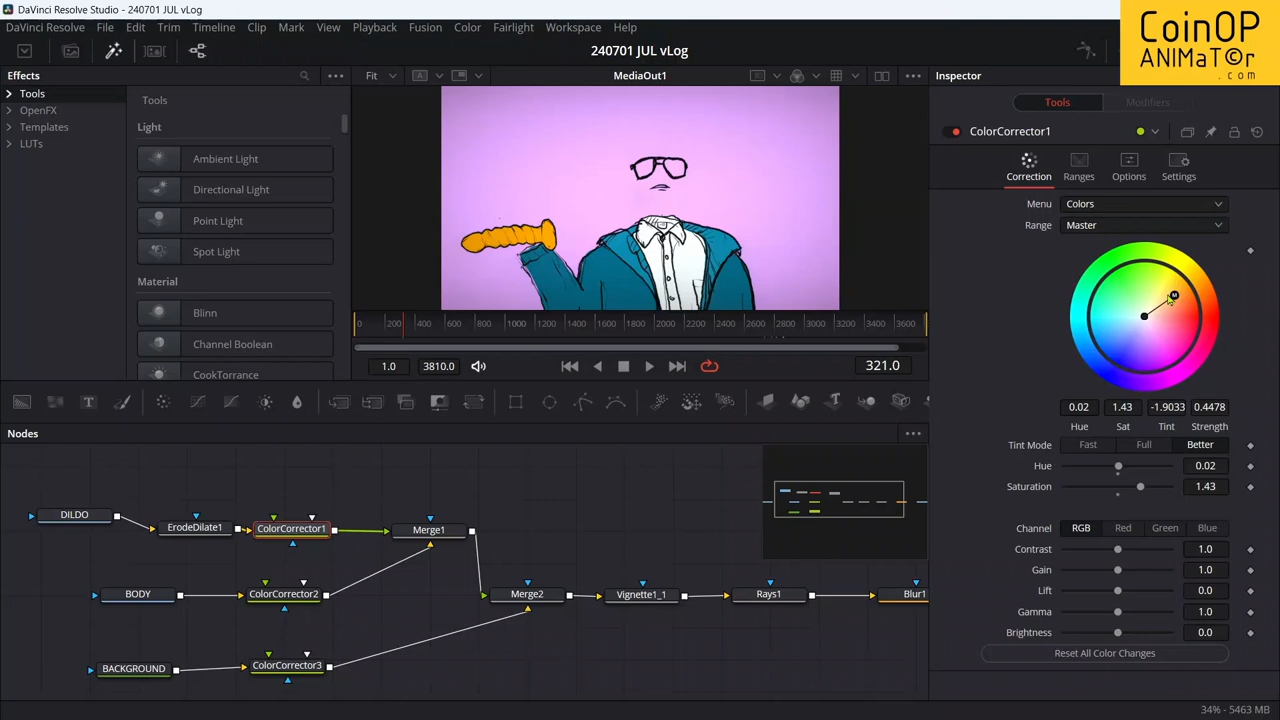 DaVinci Resolve Studio - 240701 JUL vLog
DaVinci Resolve File Edit Trim Timeline Clip Mark View Playback Fusion Color Fairlight Workspace Help
240701 JUL vLog
CoinOP
ANiMaT©r
.com
Effects
Fit
MediaOut1
Inspector
Tools
OpenFX
Templates
LUTs
Tools
Light
Ambient Light
Directional Light
Point Light
Spot Light
Material
Blinn
Channel Boolean
CookTorrance
0 200 400 600 800 1000 1200 1400 1600 1800 2000 2200 2400 2600 2800 3000 3200 3400 3600
1.0 3810.0 321.0
Tools Modifiers
ColorCorrector1
Correction Ranges Options Settings
Menu Colors
Range Master
M
0.02 1.43 -1.9033 0.4478
Hue Sat Tint Strength
Tint Mode Fast Full Better
Hue 0.02
Saturation 1.43
Channel RGB Red Green Blue
Contrast 1.0
Gain 1.0
Lift 0.0
Gamma 1.0
Brightness 0.0
Reset All Color Changes
Nodes
DILDO
ErodeDilate1
ColorCorrector1
Merge1
BODY
ColorCorrector2
Merge2
Vignette1_1
Rays1
Blur1
BACKGROUND
ColorCorrector3
34% - 5463 MB